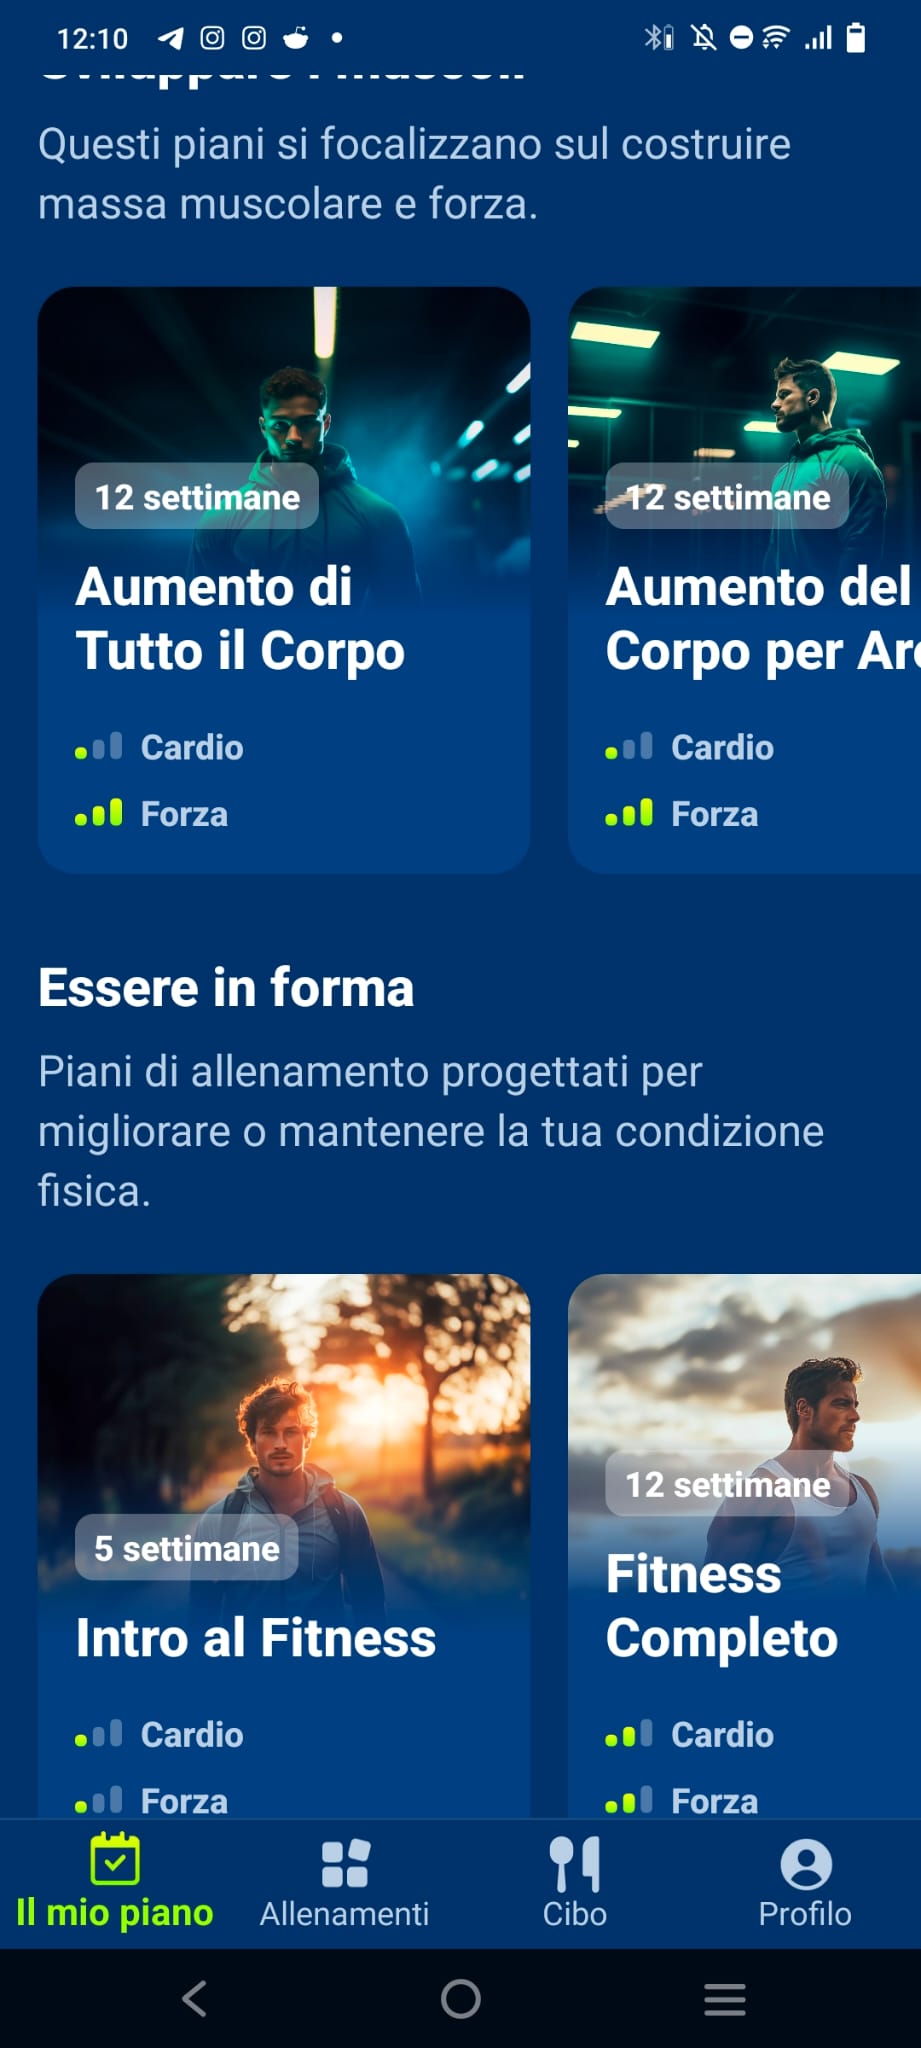 12:10
Questi piani si focalizzano sul costruire
massa muscolare e forza.
12 settimane
Aumento di
Tutto il Corpo
Cardio
Forza
12 settimane
Aumento del
Corpo per
Cardio
Forza
Essere in forma
Piani di allenamento progettati per
migliorare o mantenere la tua condizione
fisica.
5 settimane
Intro al Fitness
Cardio
Forza
12 settimane
Fitness
Completo
Cardio
Forza
Il mio piano
Allenamenti
Cibo
Profilo